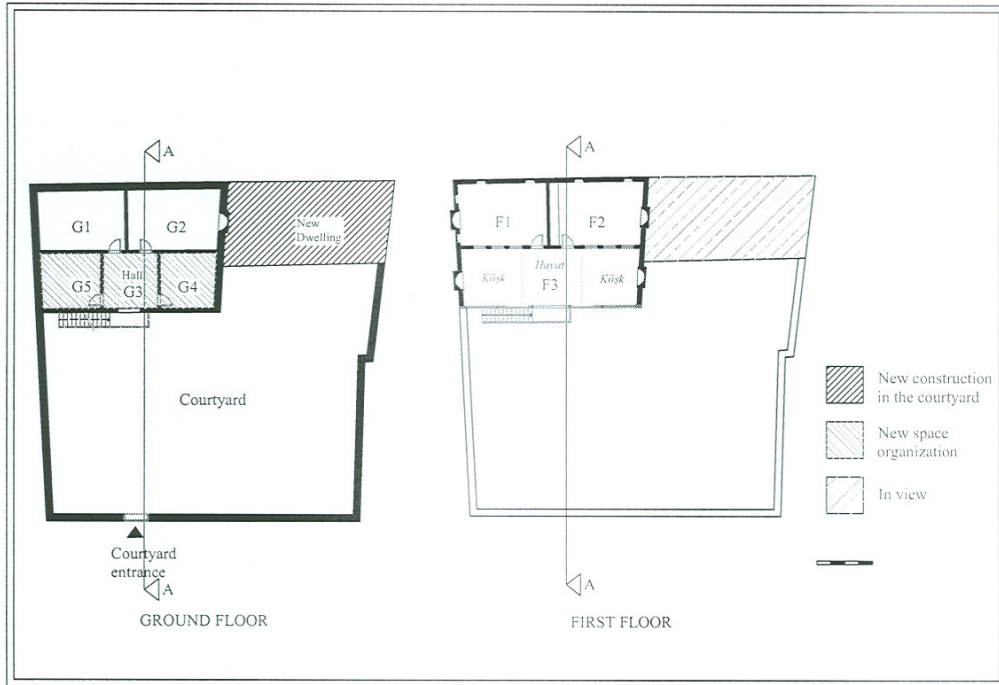 A
A
G1
G2
F1
F2
New
Dwelling
Hall
G5
G3
G4
Köşk
Hayat
F3
Köşk
Courtyard
New construction
in the courtyard
New space
organization
In view
Courtyard
entrance
A
A
GROUND FLOOR
FIRST FLOOR